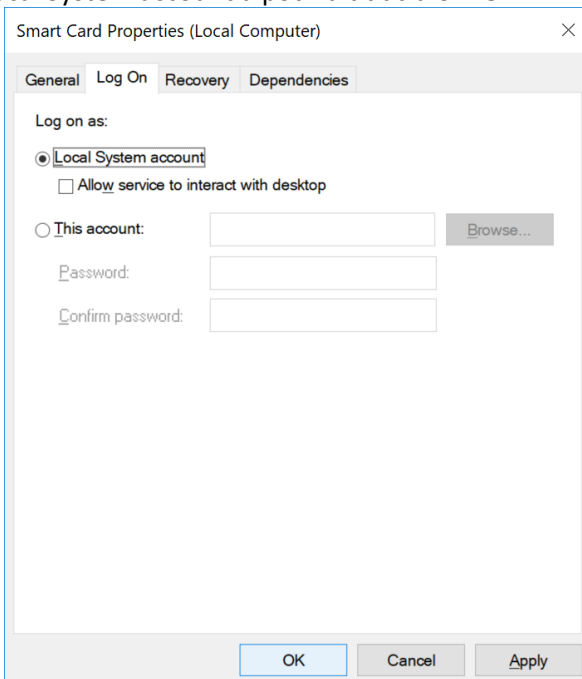 Smart Card Properties (Local Computer)
General Log On Recovery Dependencies
Log on as:
Local System account
Allow service to interact with desktop
This account:
Browse...
Password:
Confirm password:
OK Cancel Apply